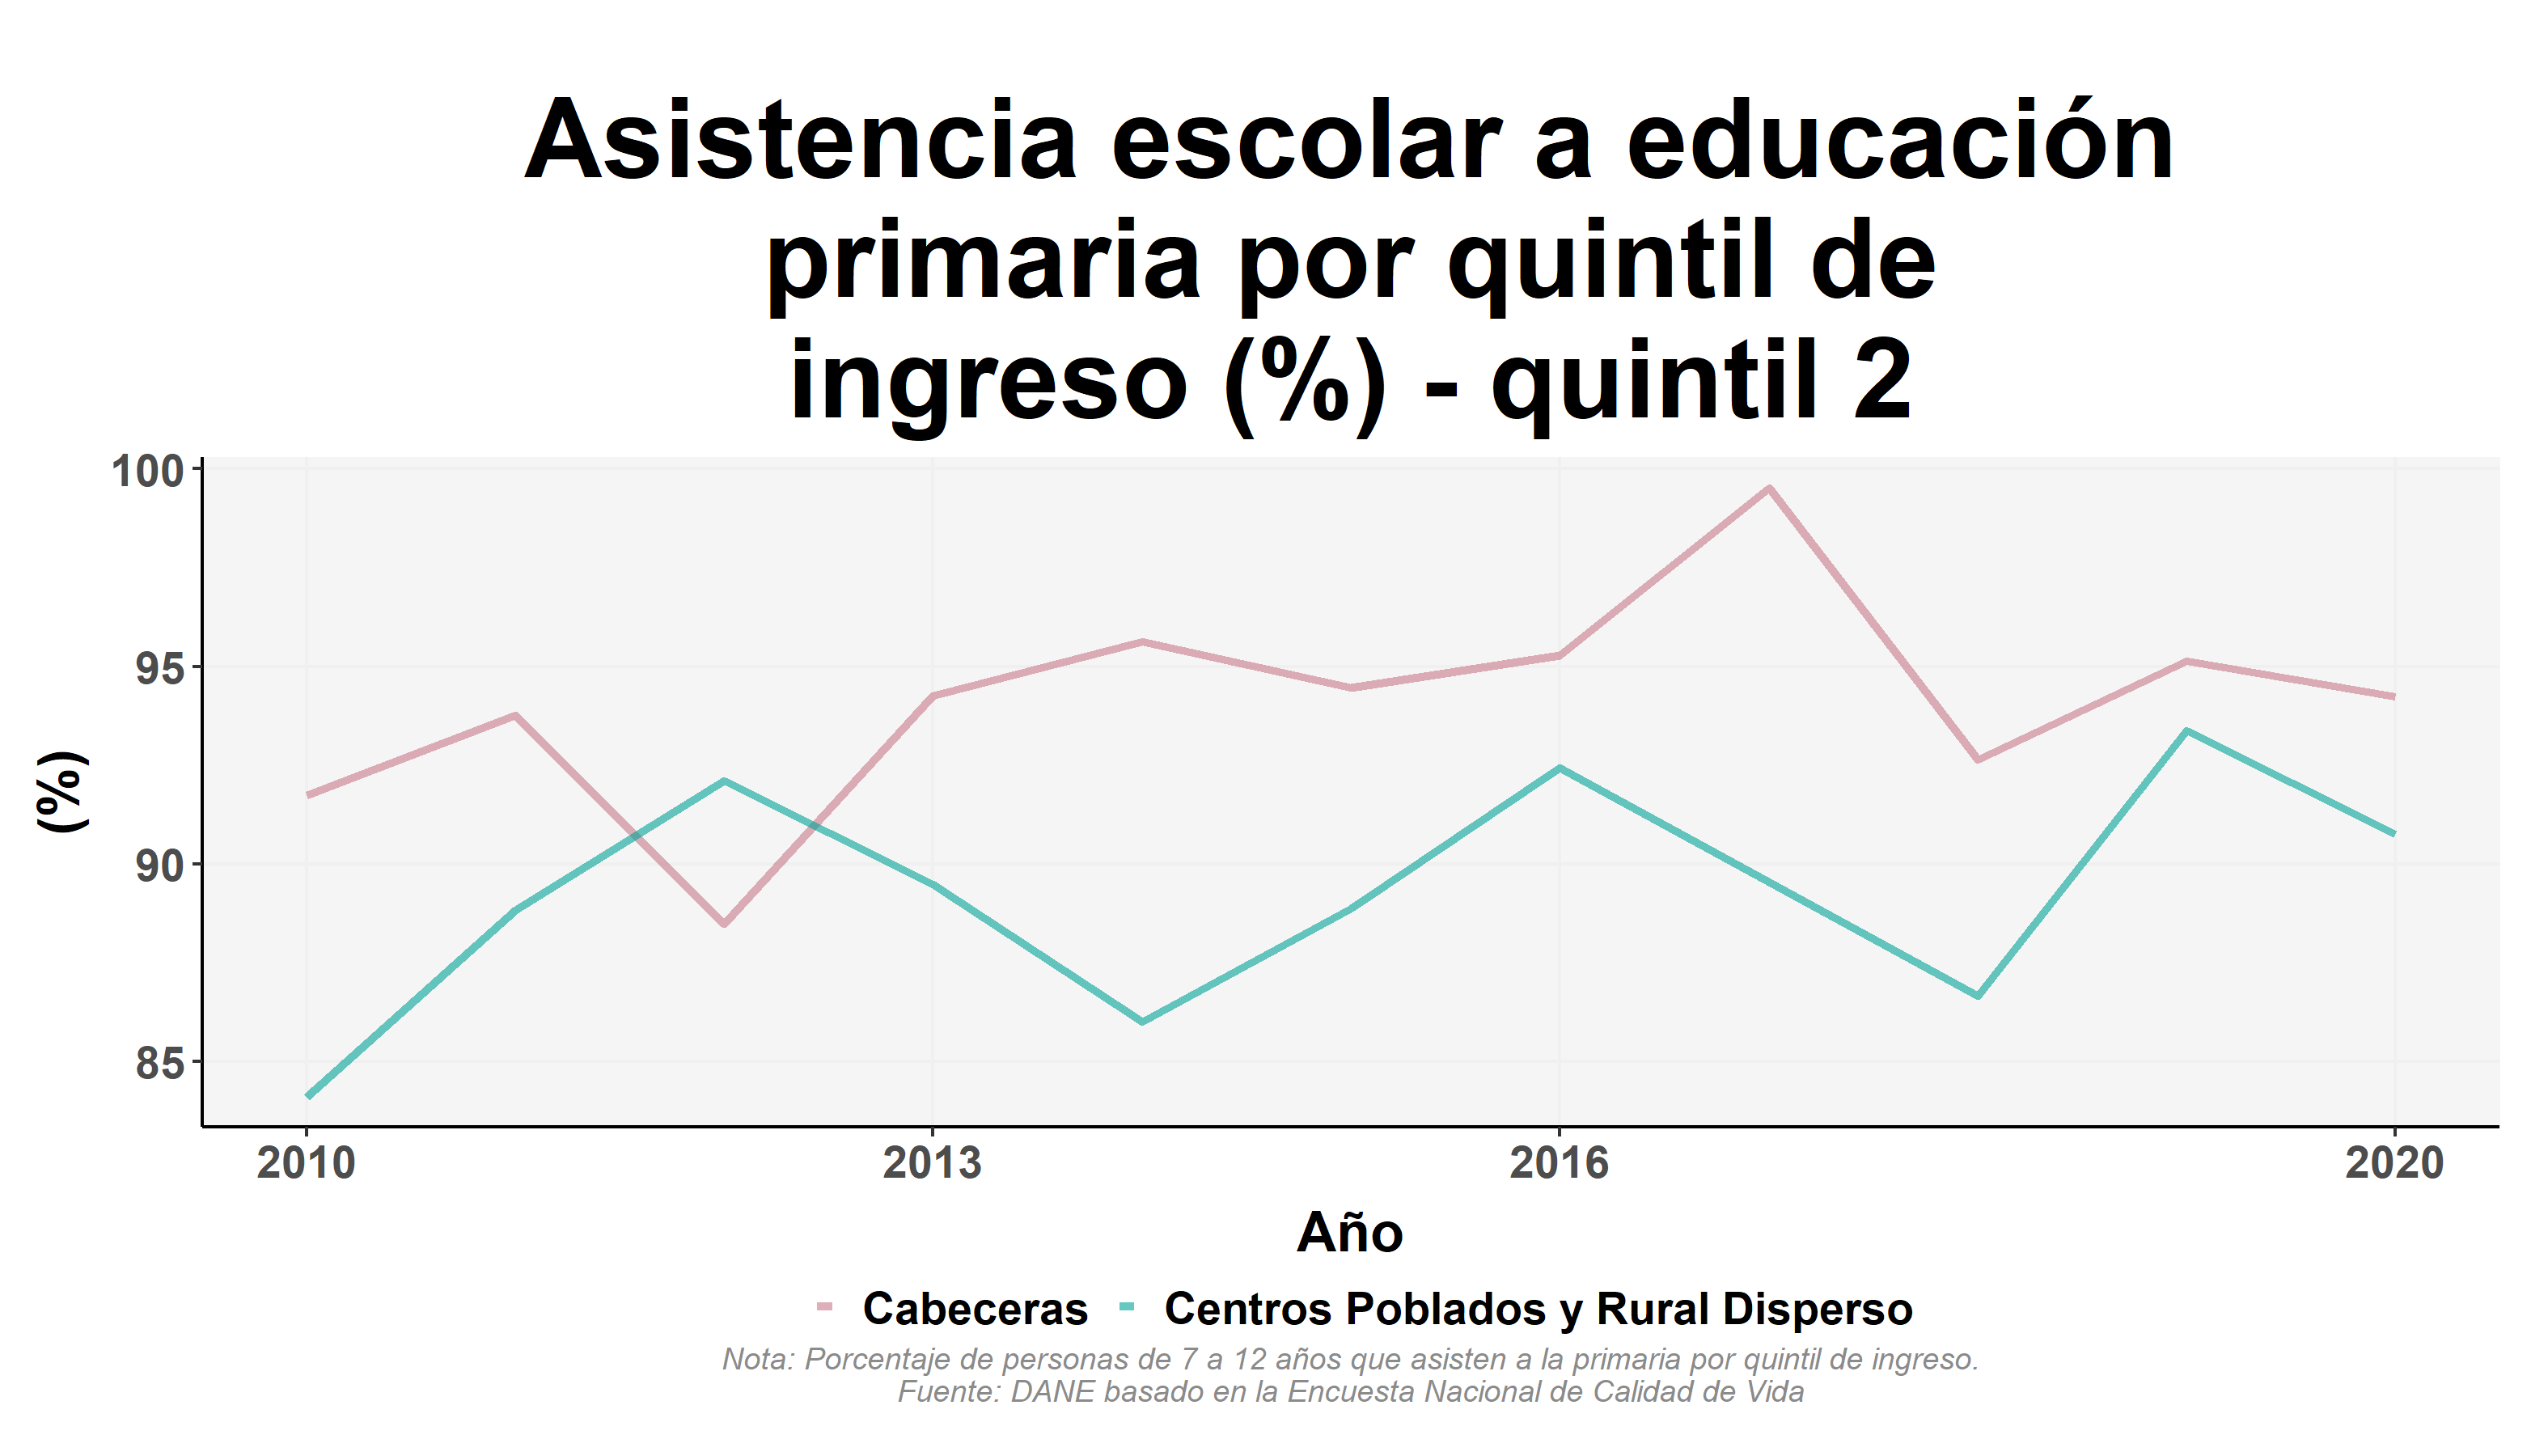 Asistencia escolar a educación
primaria por quintil de
ingreso (%) - quintil 2
100
95
90
85
(%)
2010 2013 2016 2020
Año
Cabeceras Centros Poblados y Rural Disperso
Nota: Porcentaje de personas de 7 a 12 años que asisten a la primaria por quintil de ingreso.
Fuente: DANE basado en la Encuesta Nacional de Calidad de Vida